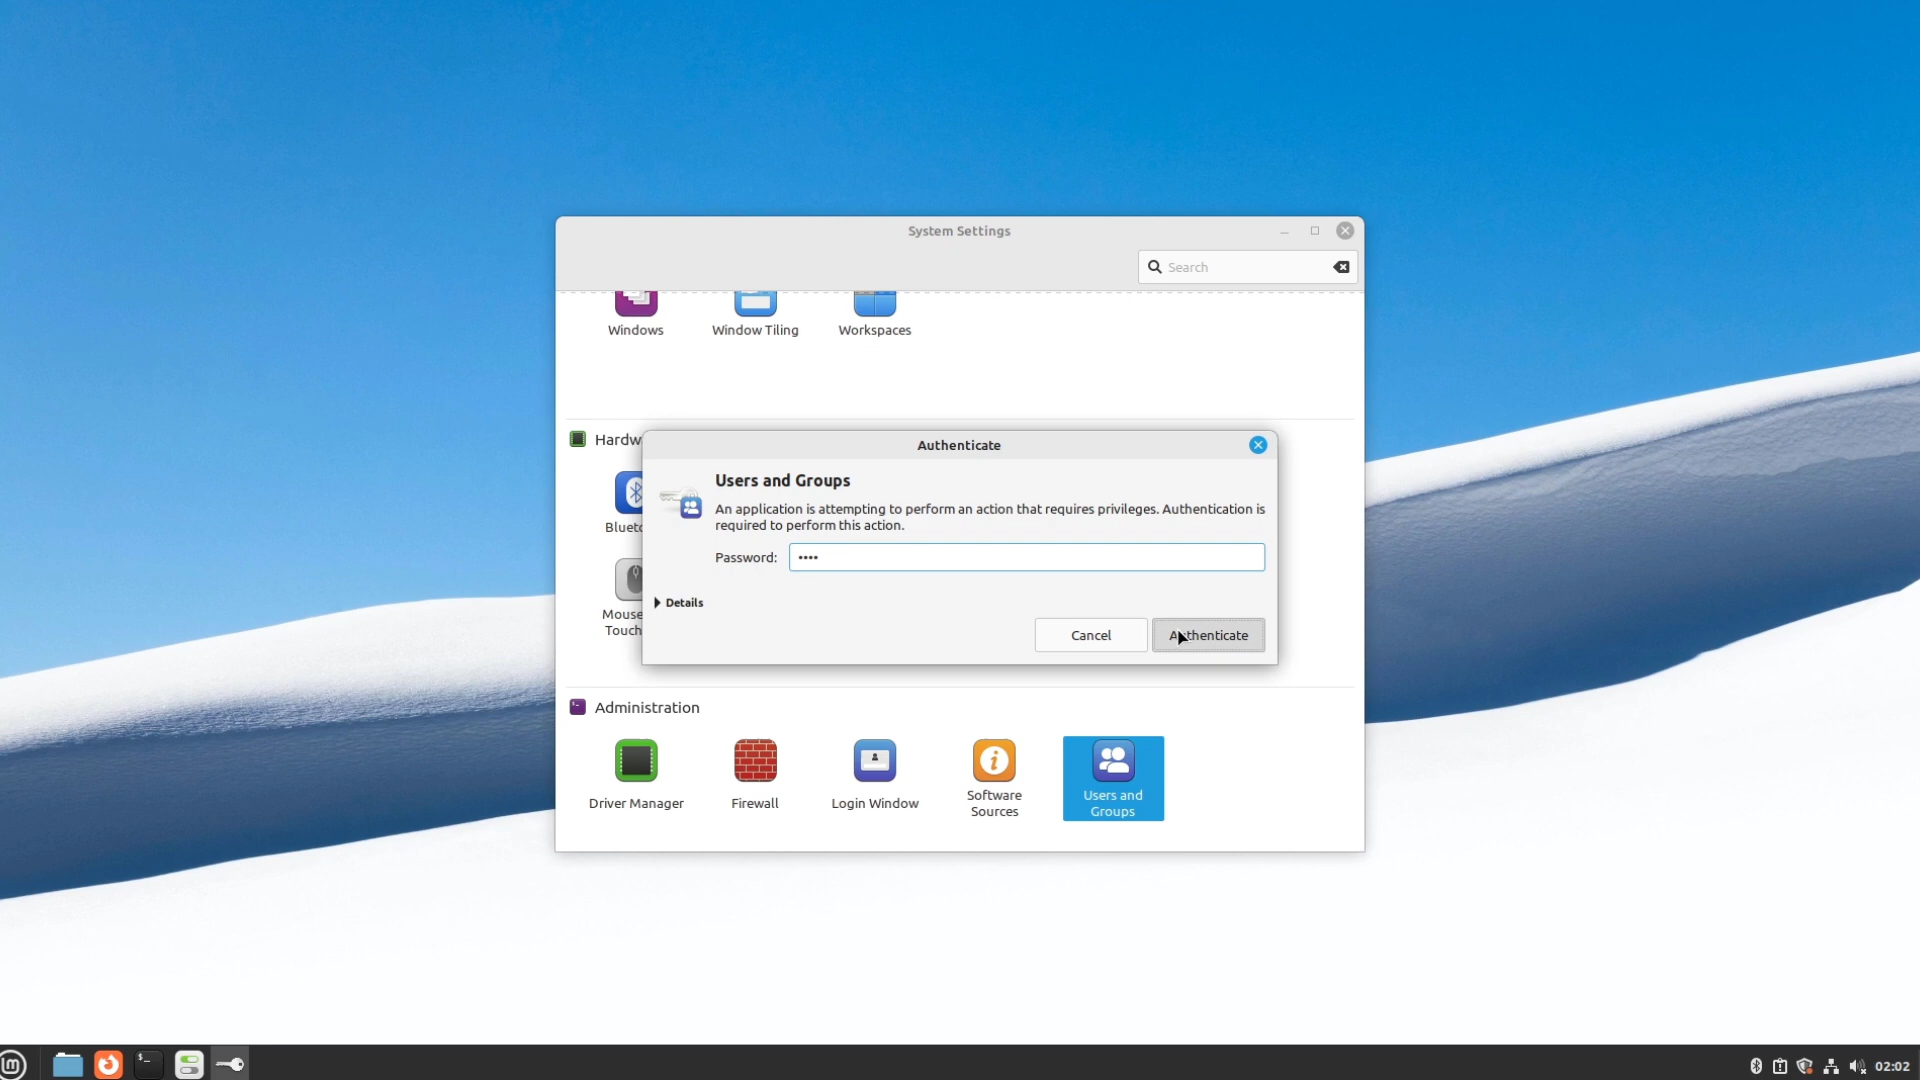 System Settings
Search
Windows
Window Tiling
Workspaces
Hardw
Authenticate
Users and Groups
An application is attempting to perform an action that requires privileges. Authentication is
required to perform this action.
Password: ••••
Details
Cancel
Authenticate
Blueto
Mouse
Touch
Administration
Driver Manager
Firewall
Login Window
Software
Sources
Users and
Groups
02:02